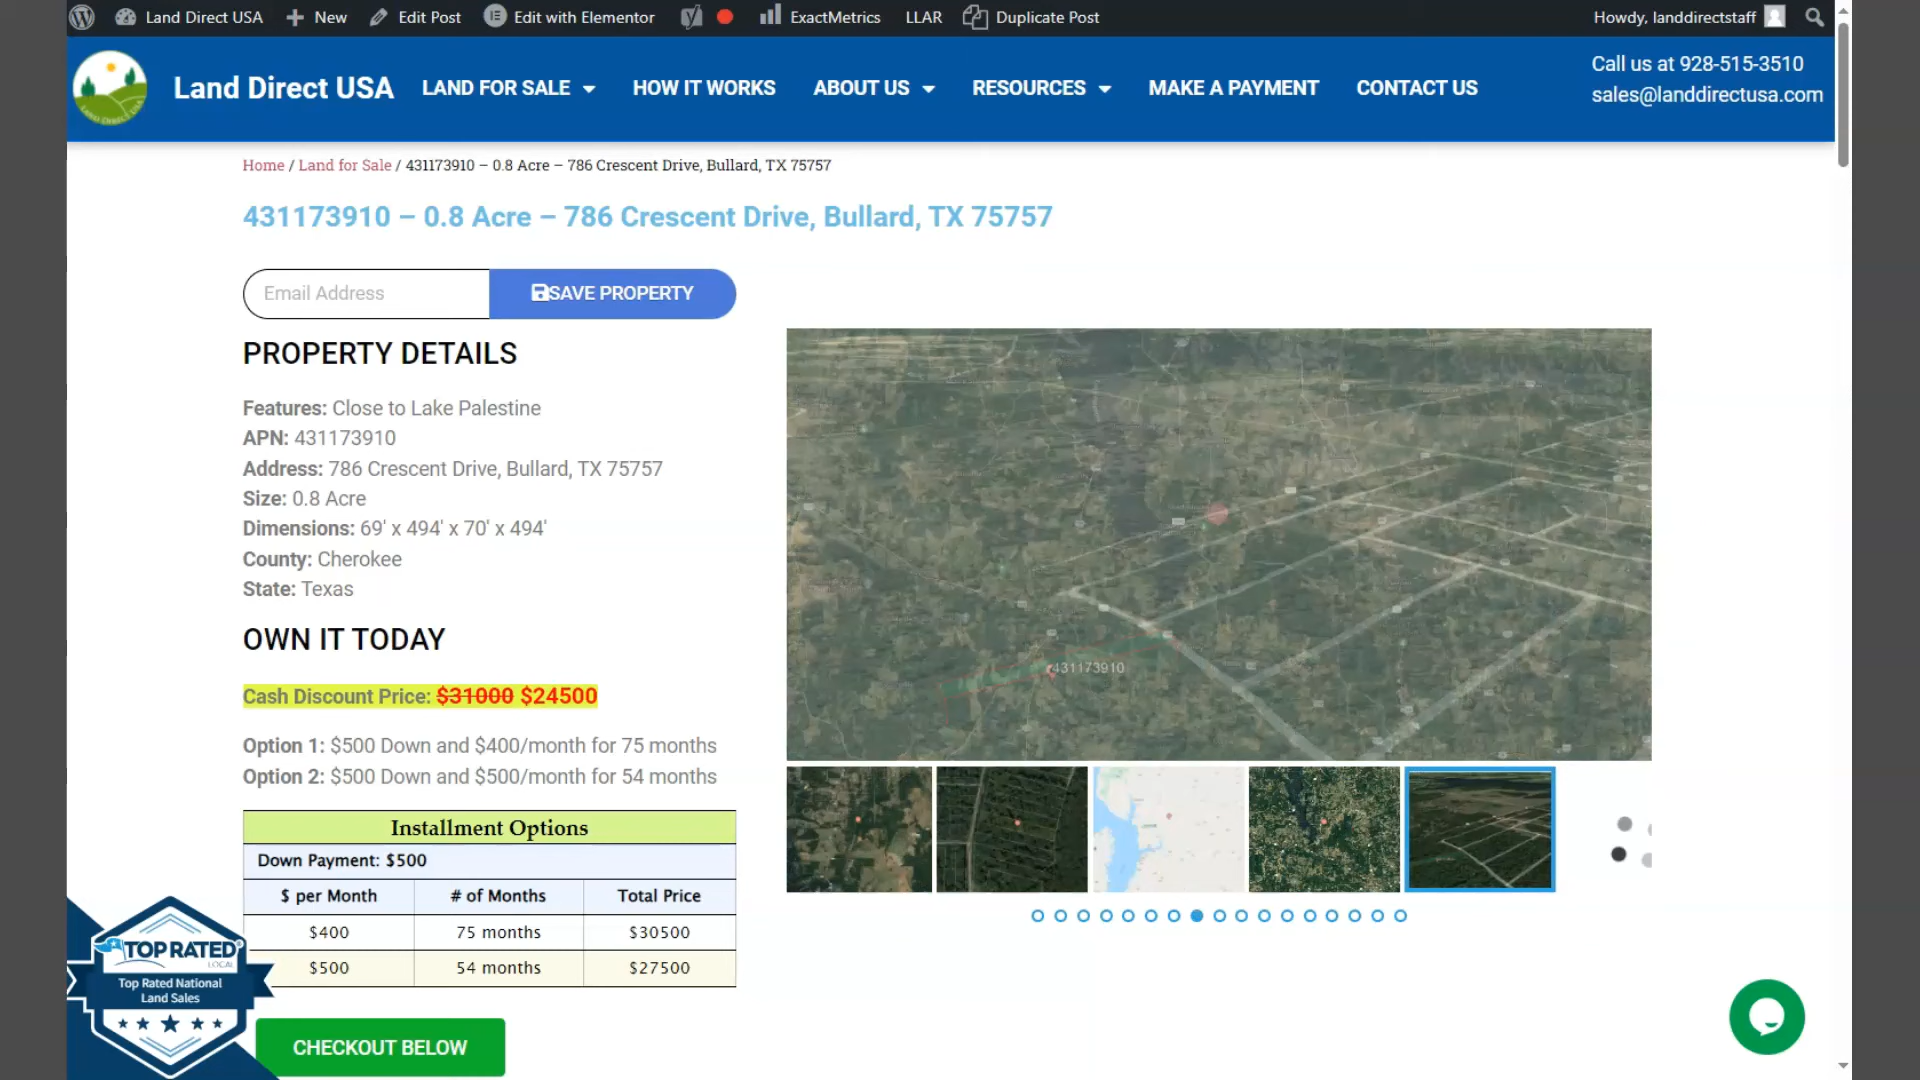 Land Direct USA New Edit Post Edit with Elementor ExactMetrics LLAR Duplicate Post Howdy, landdirectstaff
Land Direct USA LAND FOR SALE HOW IT WORKS ABOUT US RESOURCES MAKE A PAYMENT CONTACT US
Call us at 928-515-3510
sales@landdirectusa.com
Home / Land for Sale / 431173910 – 0.8 Acre – 786 Crescent Drive, Bullard, TX 75757
431173910 – 0.8 Acre – 786 Crescent Drive, Bullard, TX 75757
Email Address SAVE PROPERTY
PROPERTY DETAILS
Features: Close to Lake Palestine
APN: 431173910
Address: 786 Crescent Drive, Bullard, TX 75757
Size: 0.8 Acre
Dimensions: 69' x 494' x 70' x 494'
County: Cherokee
State: Texas
OWN IT TODAY
Cash Discount Price: $31000 $24500
Option 1: $500 Down and $400/month for 75 months
Option 2: $500 Down and $500/month for 54 months
Installment Options
Down Payment: $500
$ per Month # of Months Total Price
$400 75 months $30500
$500 54 months $27500
CHECKOUT BELOW
431173910
TOP RATED
LOCAL
Top Rated National
Land Sales